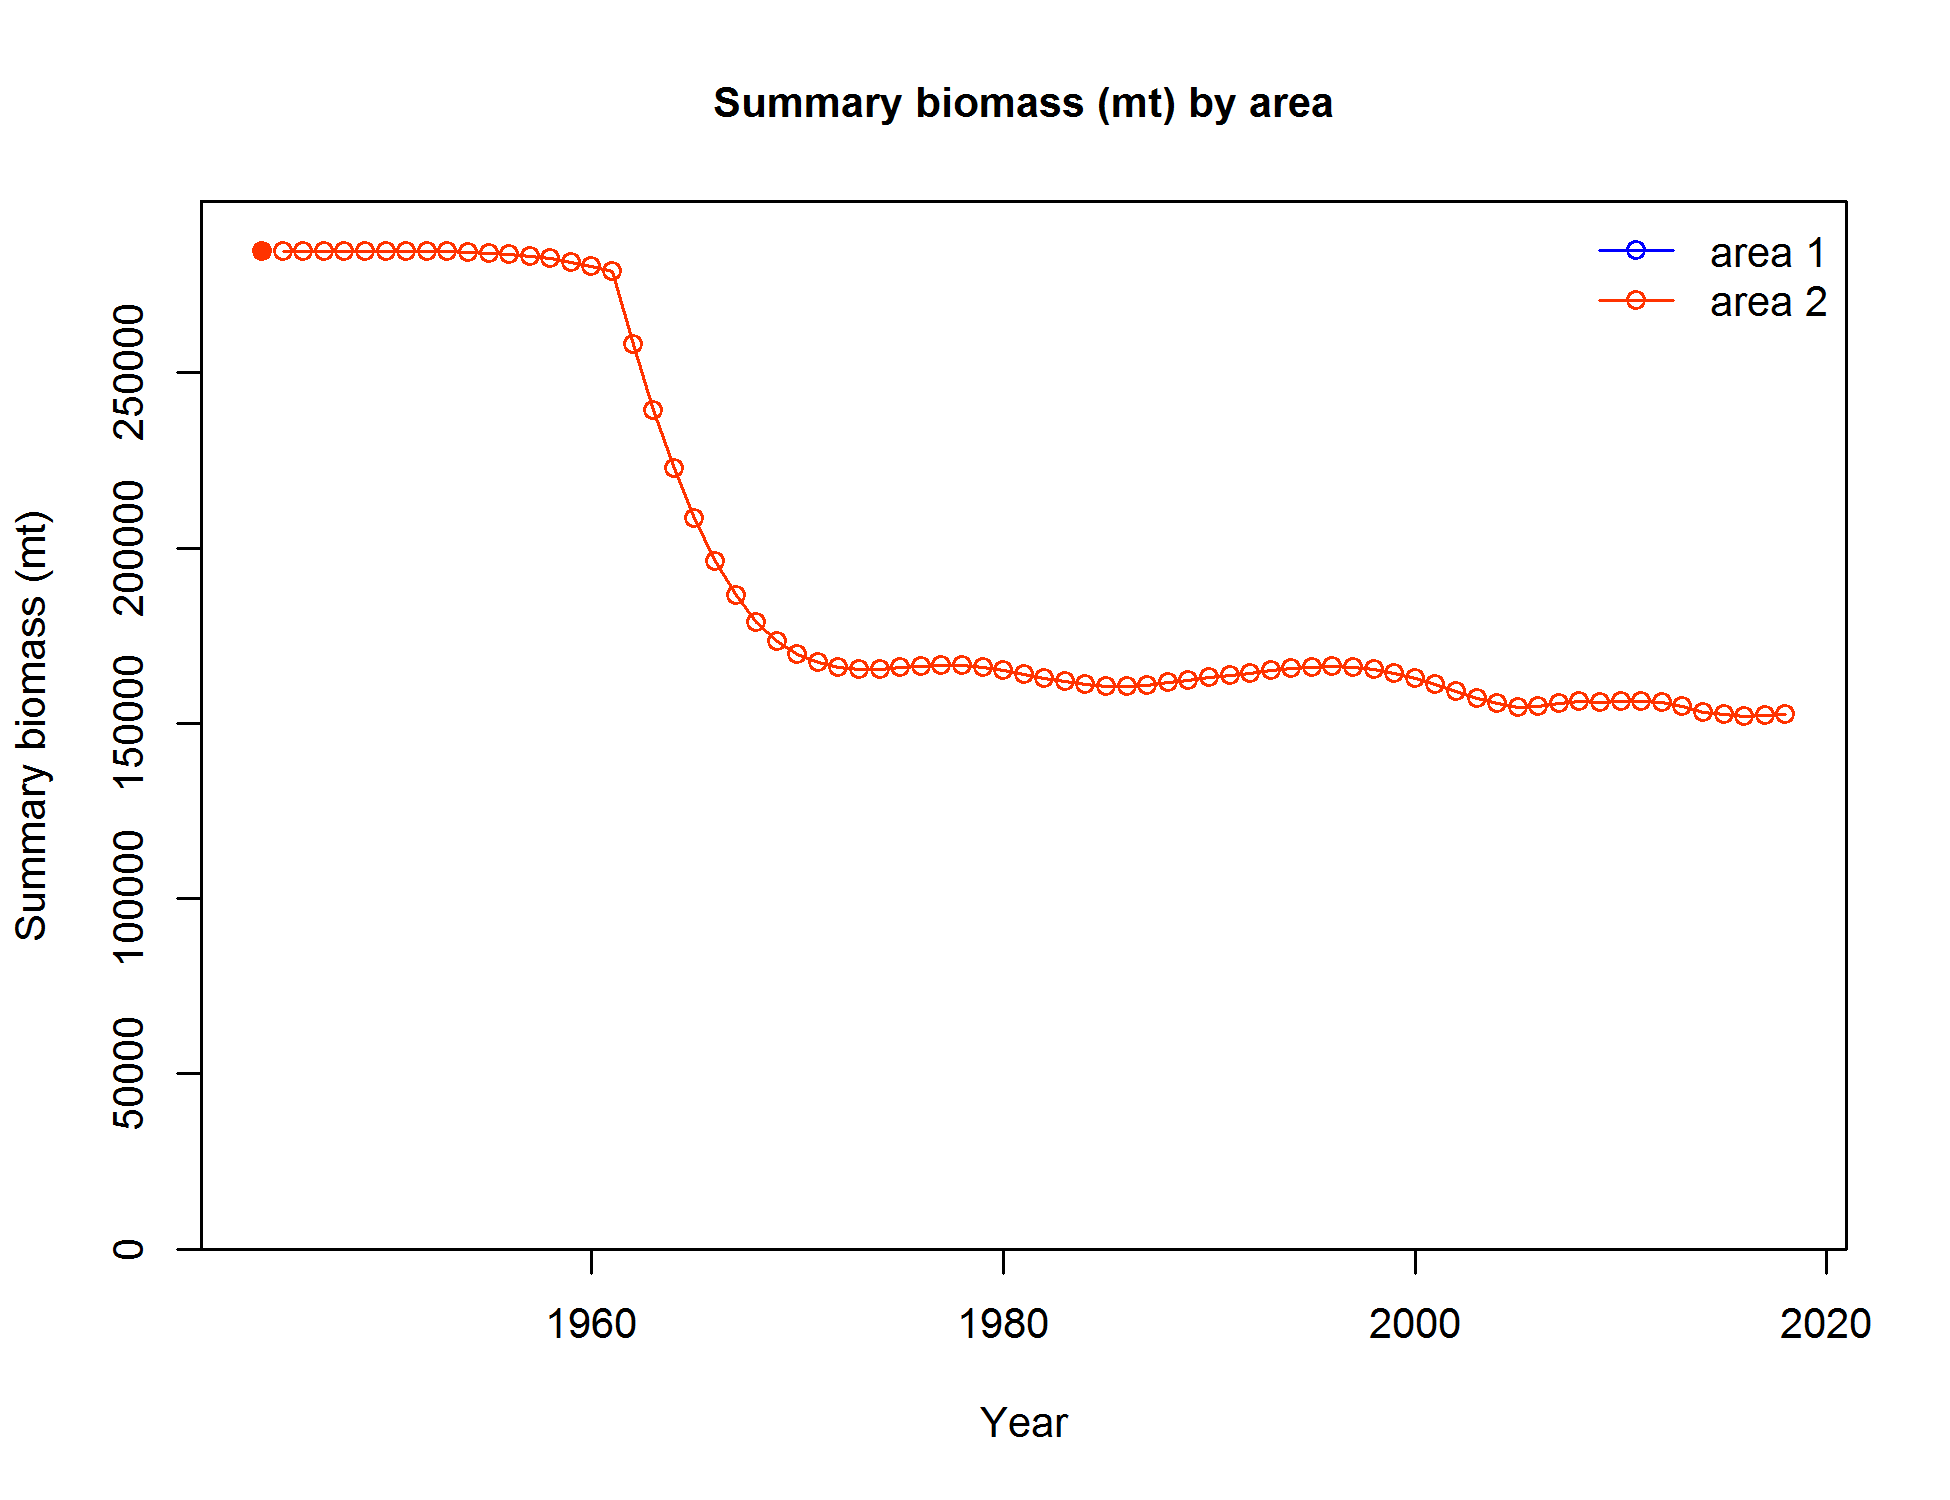 Summary biomass (mt) by area
area 1
area 2
Summary biomass (mt)
250000
200000
150000
100000
50000
0
1960 1980 2000 2020
Year